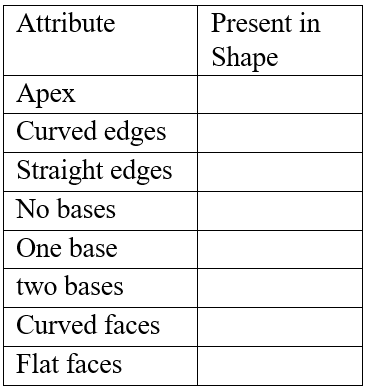 Attribute Present in
Shape
Apex
Curved edges
Straight edges
No bases
One base
two bases
Curved faces
Flat faces